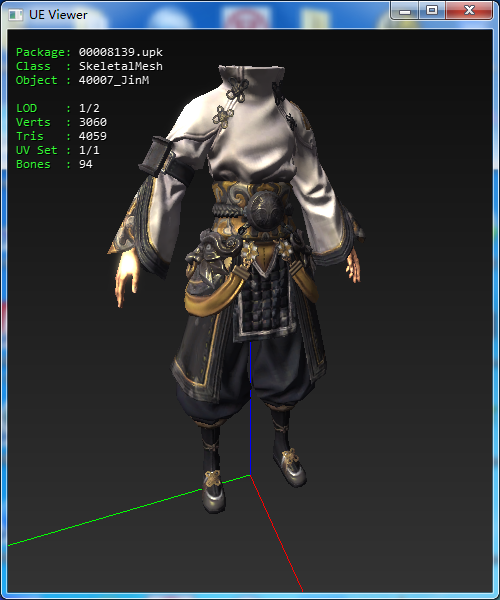 UE Viewer
Package: 00008139.upk
Class : SkeletalMesh
Object : 40007_JinM
LOD : 1/2
Verts : 3060
Tris : 4059
UV Set : 1/1
Bones : 94